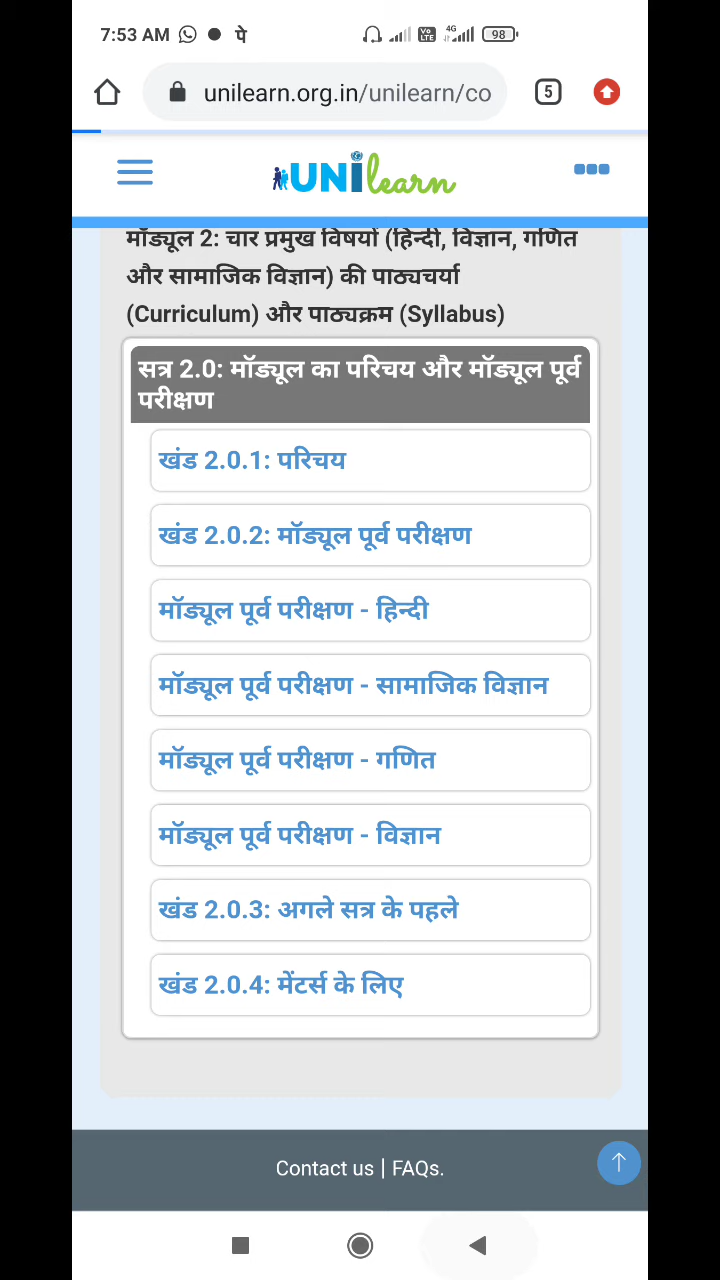 7:53 AM पे Vo LTE 4G 98
unilearn.org.in/unilearn/co 5
UNilearn
मॉड्यूल 2: चार प्रमुख विषयों (हिन्दी, विज्ञान, गणित
और सामाजिक विज्ञान) की पाठ्यचर्या
(Curriculum) और पाठ्यक्रम (Syllabus)
सत्र 2.0: मॉड्यूल का परिचय और मॉड्यूल पूर्व
परीक्षण
खंड 2.0.1: परिचय
खंड 2.0.2: मॉड्यूल पूर्व परीक्षण
मॉड्यूल पूर्व परीक्षण - हिन्दी
मॉड्यूल पूर्व परीक्षण - सामाजिक विज्ञान
मॉड्यूल पूर्व परीक्षण - गणित
मॉड्यूल पूर्व परीक्षण - विज्ञान
खंड 2.0.3: अगले सत्र के पहले
खंड 2.0.4: मेंटर्स के लिए
Contact us | FAQs.